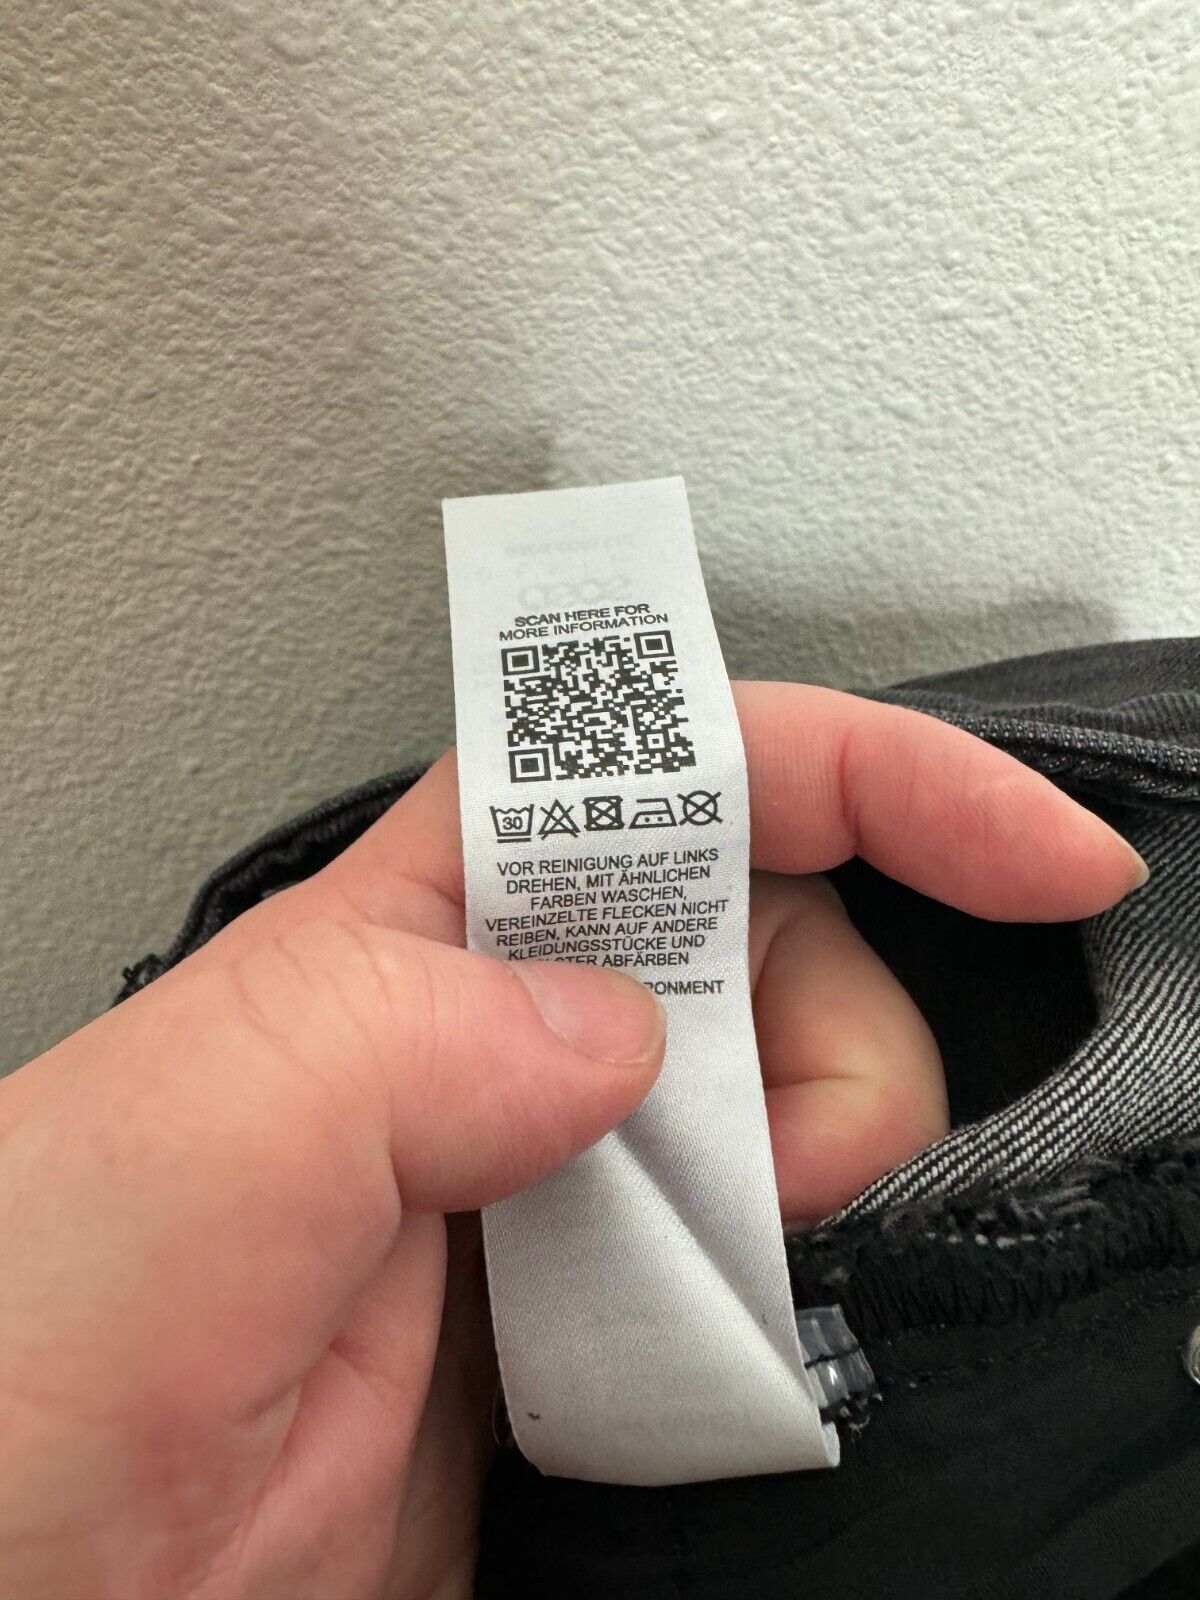 SCAN HERE FOR
MORE INFORMATION
30
VOR REINIGUNG AUF LINKS
DREHEN, MIT ÄHNLICHEN
FARBEN WASCHEN,
VEREINZELTE FLECKEN NICHT
REIBEN, KANN AUF ANDERE
KLEIDUNGSSTÜCKE UND
ABFÄRBEN